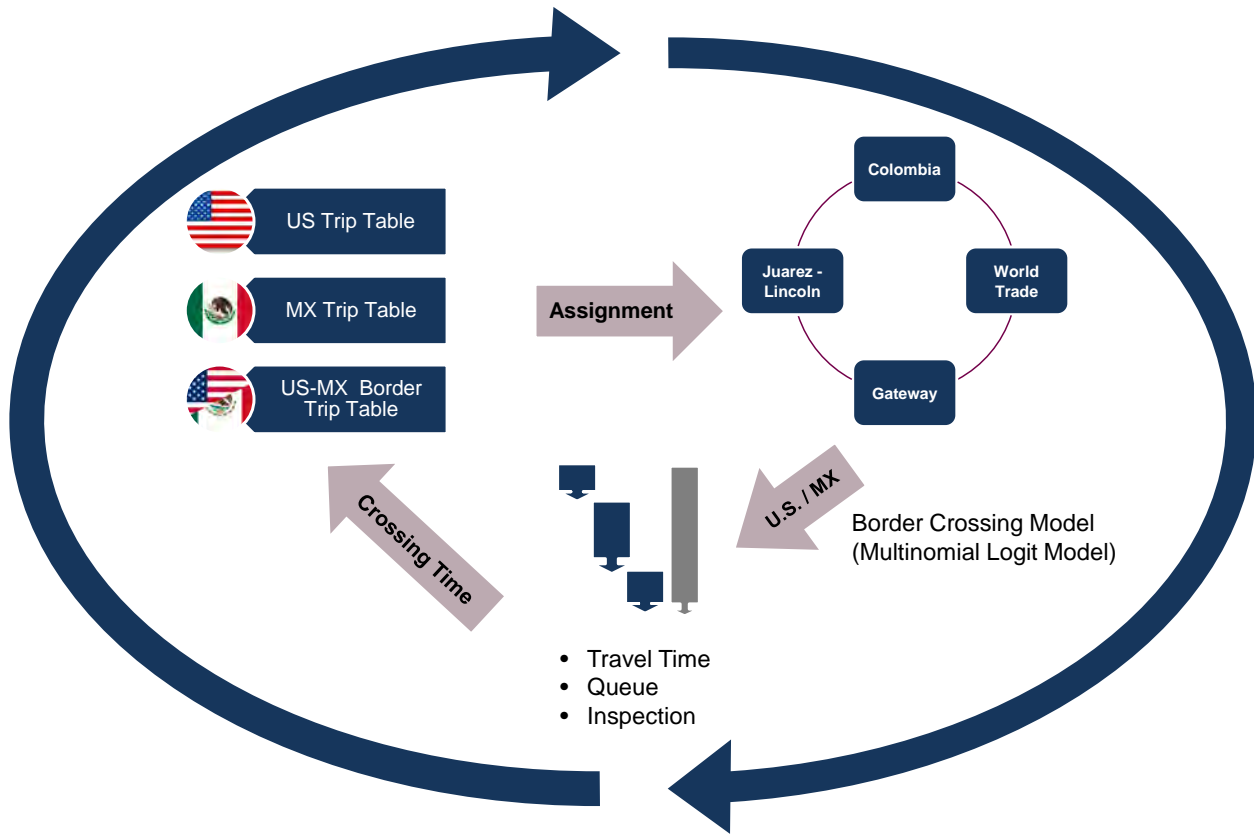 US Trip Table
MX Trip Table
US-MX Border
Trip Table
Assignment
Colombia
Juarez -
Lincoln
World
Trade
Gateway
U.S. / MX
Border Crossing Model
(Multinomial Logit Model)
Crossing Time
• Travel Time
• Queue
• Inspection